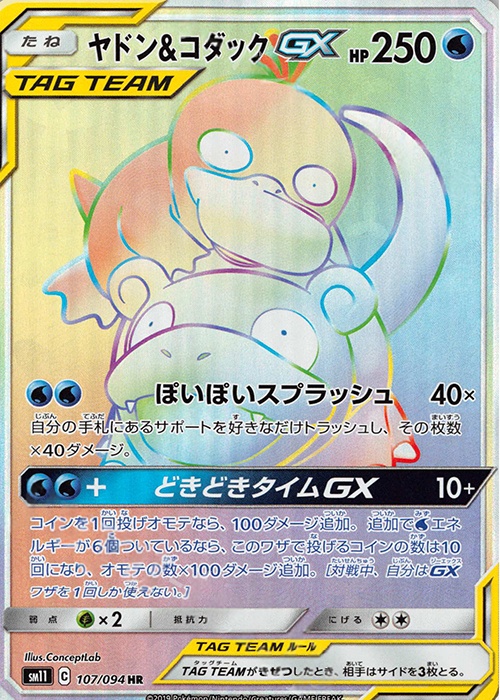 たね ヤドン&コダックGX HP250
TAG TEAM
ぽいぽいスプラッシュ 40×
自分の手札にあるサポートを好きなだけトラッシュし、その枚数
×40ダメージ。
+ どきどきタイムGX 10+
コインを1回投げオモテなら、100ダメージ追加。追加でエネ
ルギーが6個ついているなら、このワザで投げるコインの数は10
回になり、オモテの数×100ダメージ追加。[対戦中、自分はGX
ワザを1回しか使えない。]
弱点 ×2 抵抗力 にげる
Illus.ConceptLab
TAG TEAM ルール
SM11 C 107/094 HR
TAG TEAMがきぜつしたとき、相手はサイドを3枚とる。
©2019 Pokémon/Nintendo/Creatures/GAME FREAK